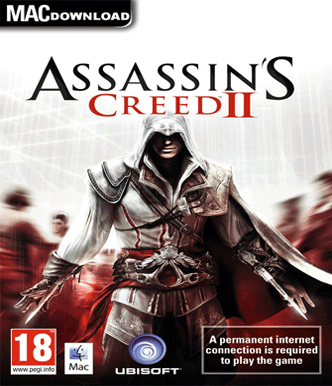 MACDOWNLOAD
ASSASSIN'S
CREED II
18
www.pegi.info
Mac
UBISOFT
A permanent internet
connection is required
to play the game